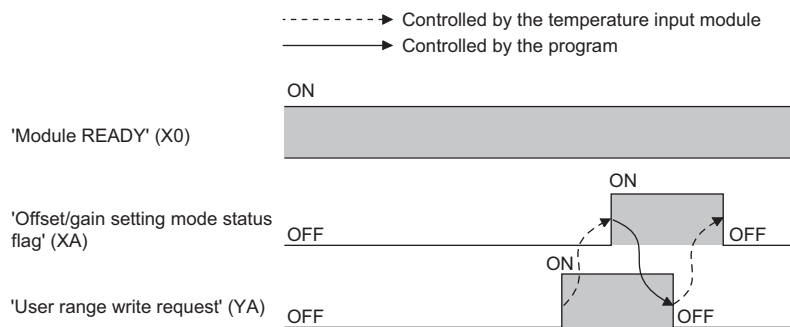 Controlled by the temperature input module
Controlled by the program
ON
'Module READY' (X0)
ON
'Offset/gain setting mode status
flag' (XA)
OFF
OFF
ON
'User range write request' (YA)
OFF
OFF